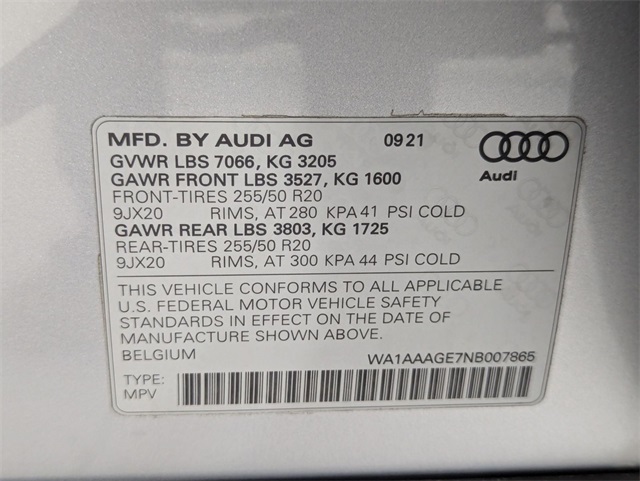 MFD. BY AUDI AG 09 21
GVWR LBS 7066, KG 3205
GAWR FRONT LBS 3527, KG 1600
Audi
FRONT-TIRES 255/50 R20
9JX20 RIMS, AT 280 KPA 41 PSI COLD
GAWR REAR LBS 3803, KG 1725
REAR-TIRES 255/50 R20
9JX20 RIMS, AT 300 KPA 44 PSI COLD
THIS VEHICLE CONFORMS TO ALL APPLICABLE
U.S. FEDERAL MOTOR VEHICLE SAFETY
STANDARDS IN EFFECT ON THE DATE OF
MANUFACTURE SHOWN ABOVE.
BELGIUM WA1AAAGE7NB007865
TYPE:
MPV